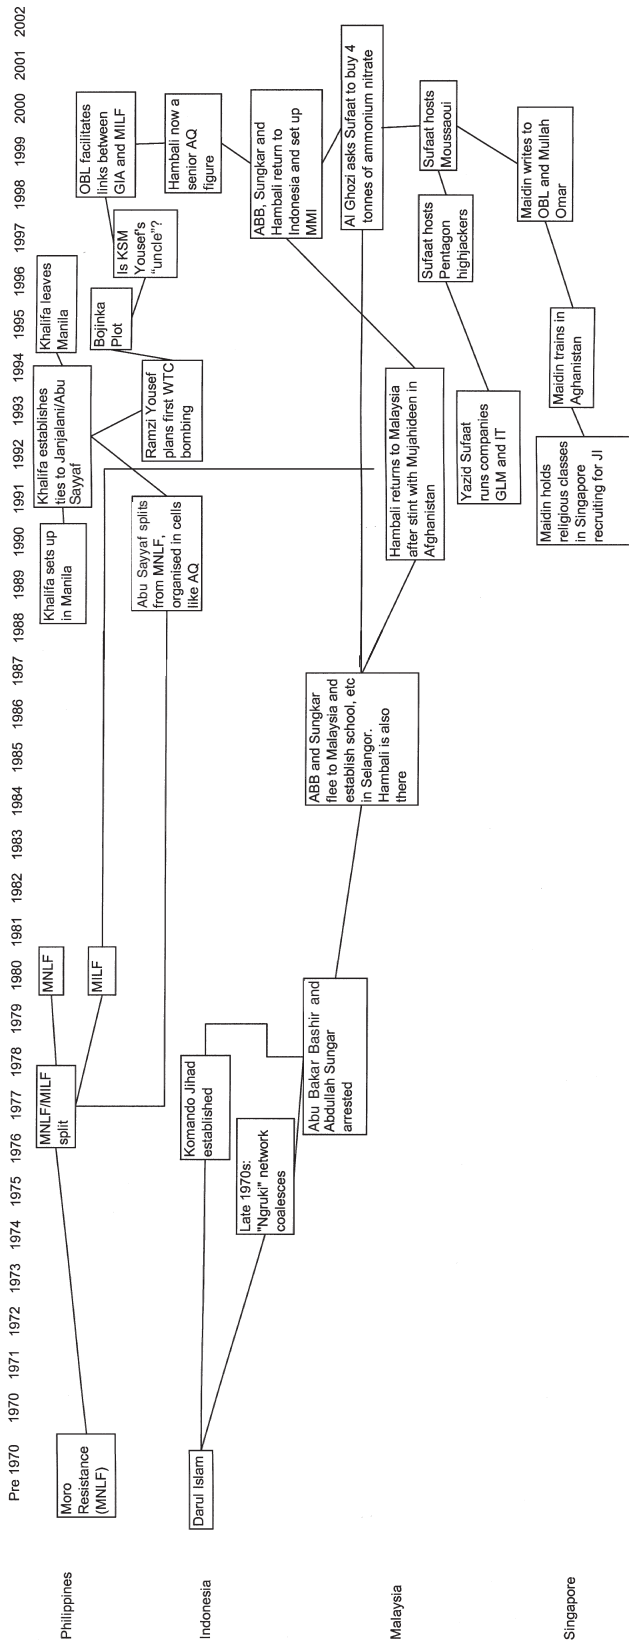 Pre 1970 1970 1971 1972 1973 1974 1975 1976 1977 1978 1979 1980 1981 1982 1983 1984 1985 1986 1987 1988 1989 1990 1991 1992 1993 1994 1995 1996 1997 1998 1999 2000 2001 2002
Philippines
Moro
Resistance
(MNLF)
MNLF/MILF
split
MNLF
MILF
Khalifa sets up
in Manila
Khalifa establishes
ties to Janjalani/Abu
Sayyaf
Khalifa leaves
Manila
Abu Sayyaf splits
from MNLF,
organised in cells
like AQ
Ramzi Yousef
plans first WTC
bombing
Bojinka
Plot
Is KSM
Yousef's
"uncle"?
OBL facilitates
links between
GIA and MILF
Indonesia
Darul Islam
Komando Jihad
established
Late 1970s:
"Ngruki" network
coalesces
Hambali now a
senior AQ
figure
ABB, Sungkar and
Hambali return to
Indonesia and set up
MMI
Abu Bakar Bashir and
Abdullah Sungar
arrested
Malaysia
ABB and Sungkar
flee to Malaysia and
establish school, etc
in Selangor.
Hambali is also
there
Al Ghozi asks Sufaat to buy 4
tonnes of ammonium nitrate
Hambali returns to Malaysia
after stint with Mujahideen in
Afghanistan
Sufaat hosts
Pentagon
highjackers
Sufaat hosts
Moussaoui
Yazid Sufaat
runs companies
GLM and IT
Singapore
Maidin holds
religious classes
in Singapore
recruiting for JI
Maidin trains in
Aghanistan
Maidin writes to
OBL and Mullah
Omar